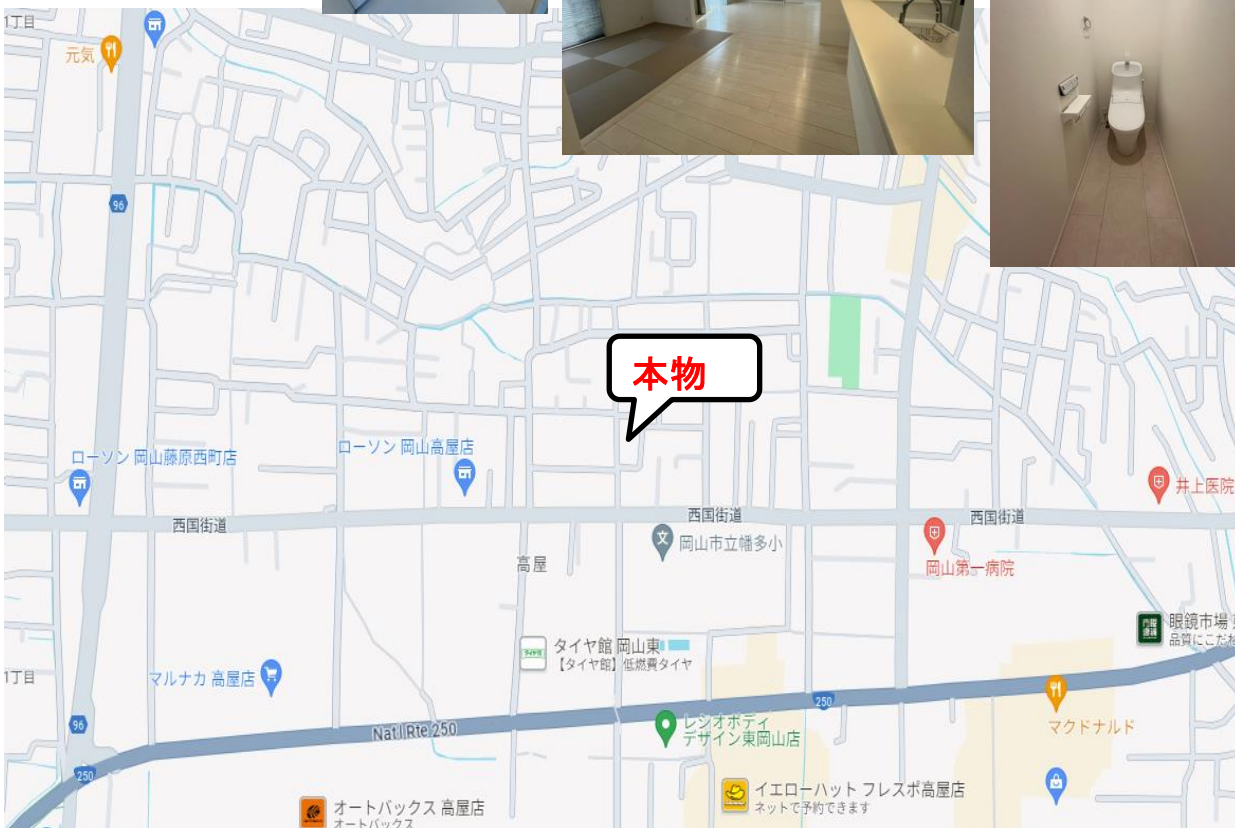 1丁目
元気
96
本物
ローソン 岡山高屋店
ローソン 岡山藤原西町店
井上医院
西国街道
西国街道
西国街道
岡山市立幡多小
高屋
岡山第一病院
眼鏡市場
品質にこだわ
タイヤ館 岡山東
【タイヤ館】低燃費タイヤ
1丁目
マルナカ 高屋店
250
96
Nat'l Rte 250
レシオボディ
デザイン東岡山店
マクドナルド
250
イエローハット フレスポ高屋店
ネットで予約できます
オートバックス 高屋店
オートバックス